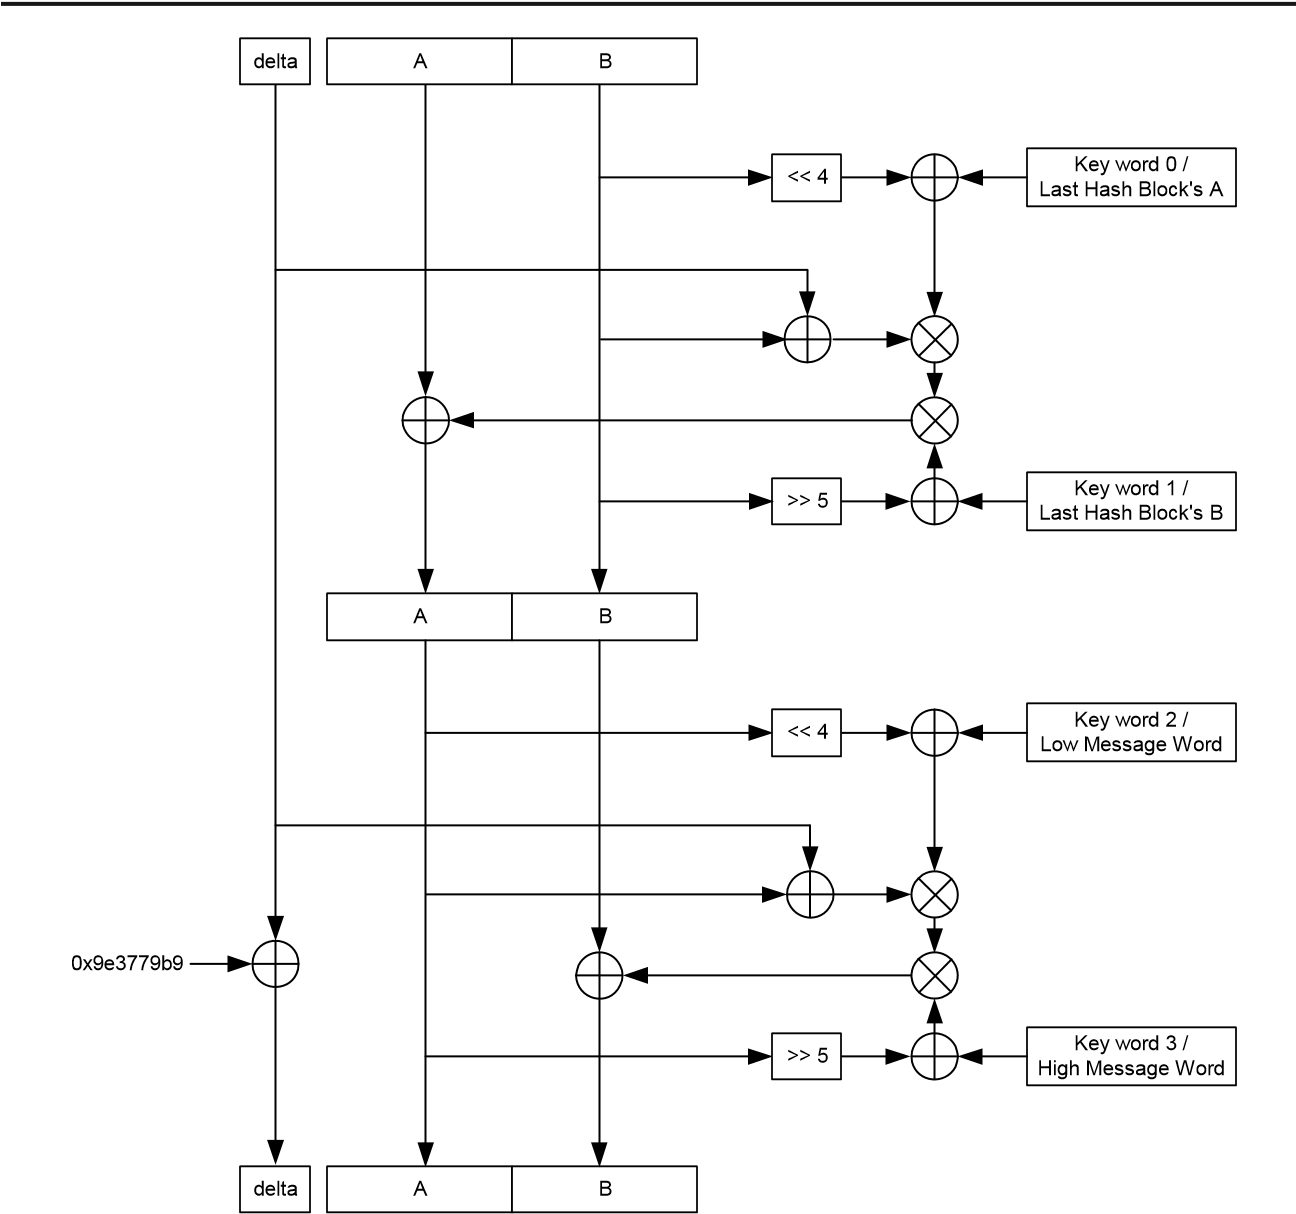 delta
A
B
<< 4
Key word 0 /
Last Hash Block's A
>> 5
Key word 1 /
Last Hash Block's B
A
B
<< 4
Key word 2 /
Low Message Word
0x9e3779b9
>> 5
Key word 3 /
High Message Word
delta
A
B